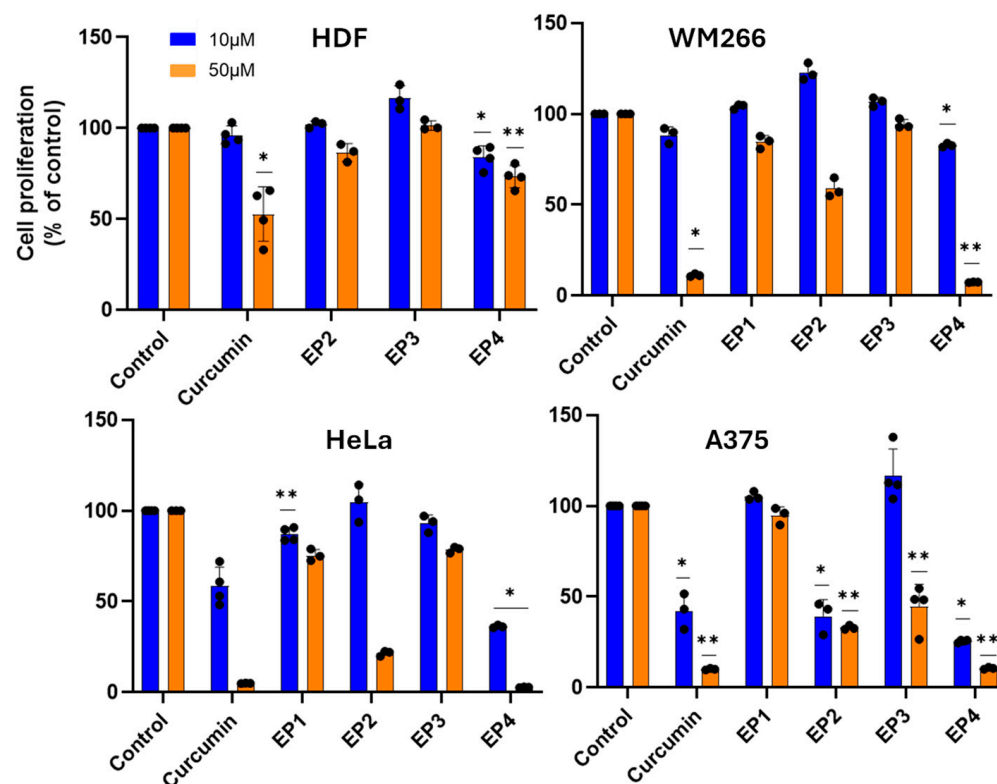 HDF
10µM
50µM
Cell proliferation
(% of control)
150
100
50
0
*
*
**
Control
Curcumin
EP2
EP3
EP4
WM266
150
100
50
0
*
*
**
Control
Curcumin
EP1
EP2
EP3
EP4
HeLa
150
100
50
0
**
*
Control
Curcumin
EP1
EP2
EP3
EP4
A375
150
100
50
0
*
**
*
**
**
*
**
Control
Curcumin
EP1
EP2
EP3
EP4